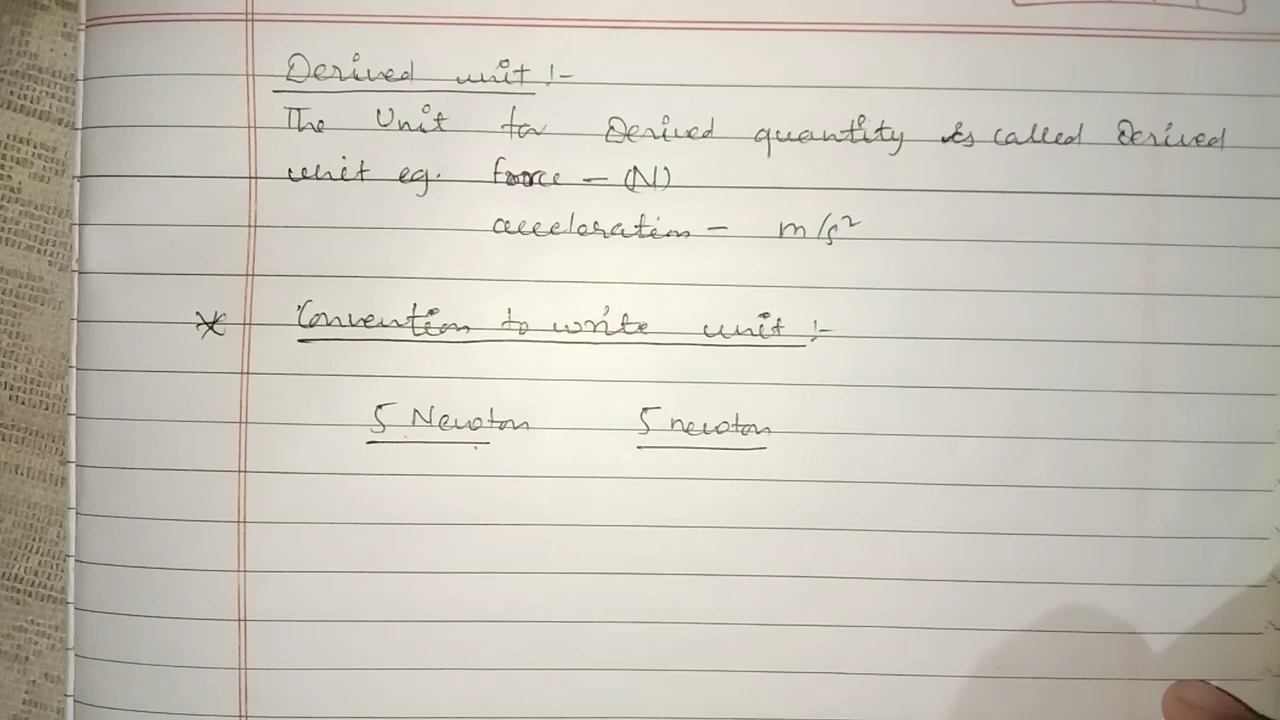 Derived unit :-
The Unit for Derived quantity is called Derived
unit eg. force - (N)
acceleration - m/s²
* Convention to write unit :-
5 Newton 5 newton